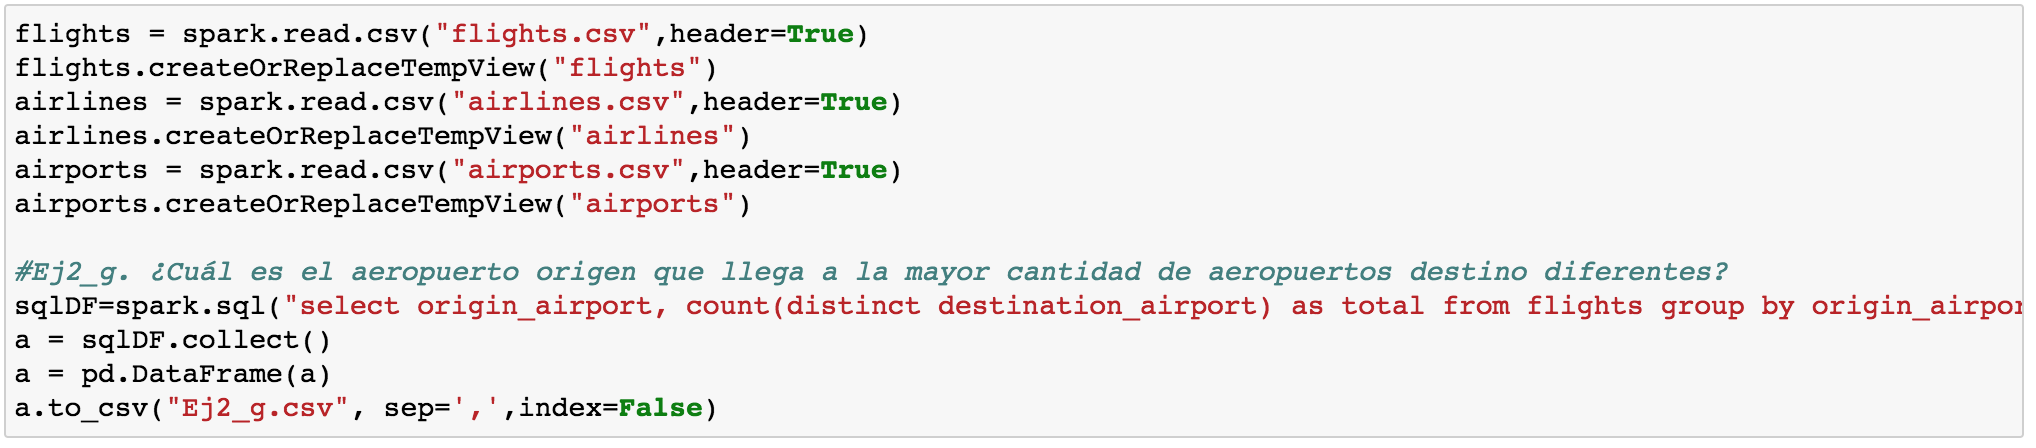 flights = spark.read.csv("flights.csv",header=True)
flights.createOrReplaceTempView("flights")
airlines = spark.read.csv("airlines.csv",header=True)
airlines.createOrReplaceTempView("airlines")
airports = spark.read.csv("airports.csv",header=True)
airports.createOrReplaceTempView("airports")
#Ej2_g. ¿Cuál es el aeropuerto origen que llega a la mayor cantidad de aeropuertos destino diferentes?
sqlDF=spark.sql("select origin_airport, count(distinct destination_airport) as total from flights group by origin_airpor
a = sqlDF.collect()
a = pd.DataFrame(a)
a.to_csv("Ej2_g.csv", sep=',',index=False)